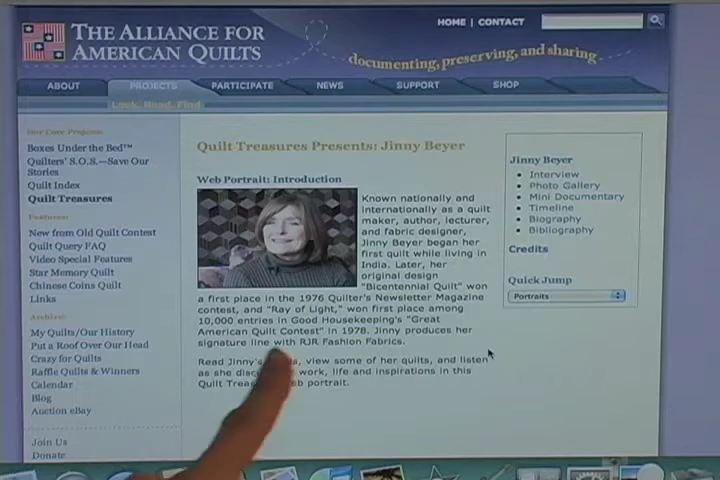 THE ALLIANCE FOR
AMERICAN QUILTS
HOME | CONTACT
documenting, preserving, and sharing
ABOUT
PROJECTS
PARTICIPATE
NEWS
SUPPORT
SHOP
Look. Read. Find.
Our Core Projects:
Boxes Under the Bed™
Quilters' S.O.S.—Save Our
Stories
Quilt Index
Quilt Treasures
Features:
New from Old Quilt Contest
Quilt Query FAQ
Video Special Features
Star Memory Quilt
Chinese Coins Quilt
Links
Archive:
My Quilts/Our History
Put a Roof Over Our Head
Crazy for Quilts
Raffle Quilts & Winners
Calendar
Blog
Auction eBay
Join Us
Donate
Quilt Treasures Presents: Jinny Beyer
Web Portrait: Introduction
Known nationally and
internationally as a quilt
maker, author, lecturer,
and fabric designer,
Jinny Beyer began her
first quilt while living in
India. Later, her
original design
"Bicentennial Quilt" won
a first place in the 1976 Quilter's Newsletter Magazine
contest, and "Ray of Light," won first place among
10,000 entries in Good Housekeeping's "Great
American Quilt Contest" in 1978. Jinny produces her
signature line with RJR Fashion Fabrics.
Read Jinny's view some of her quilts, and listen
as she work, life and inspirations in this
Quilt portrait.
Jinny Beyer
Interview
Photo Gallery
Mini Documentary
Timeline
Biography
Bibliography
Credits
Quick Jump
Portraits